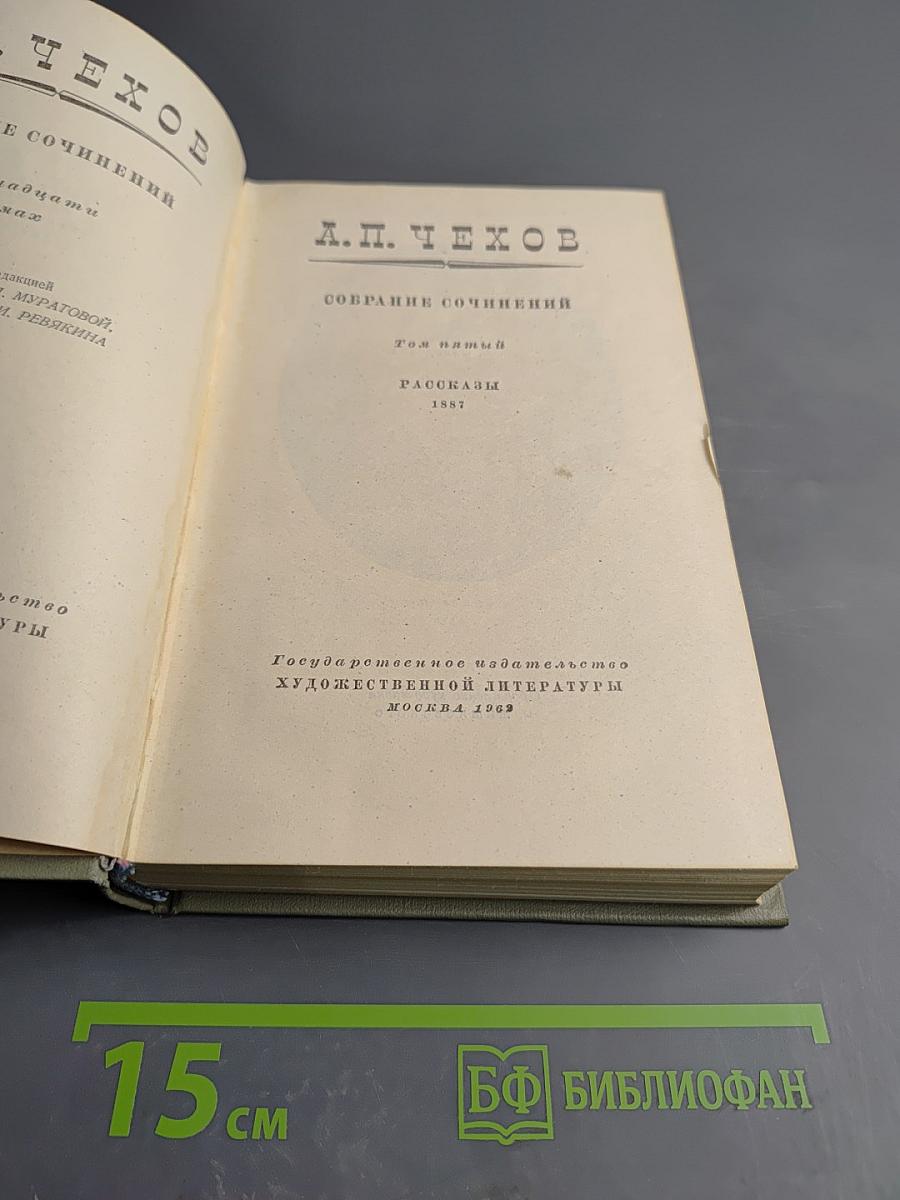 . ЧЕХОВ
Е СОЧИНЕНИЙ
надцати
мах
дакцией
МУРАТОВОЙ,
И. РЕВЯКИНА
ьство
УРЫ
А. П. ЧЕХОВ
СОБРАНИЕ СОЧИНЕНИЙ
Том пятый
РАССКАЗЫ
1887
Государственное издательство
ХУДОЖЕСТВЕННОЙ ЛИТЕРАТУРЫ
МОСКВА 1962
15 см
БФ БИБЛИОФАН